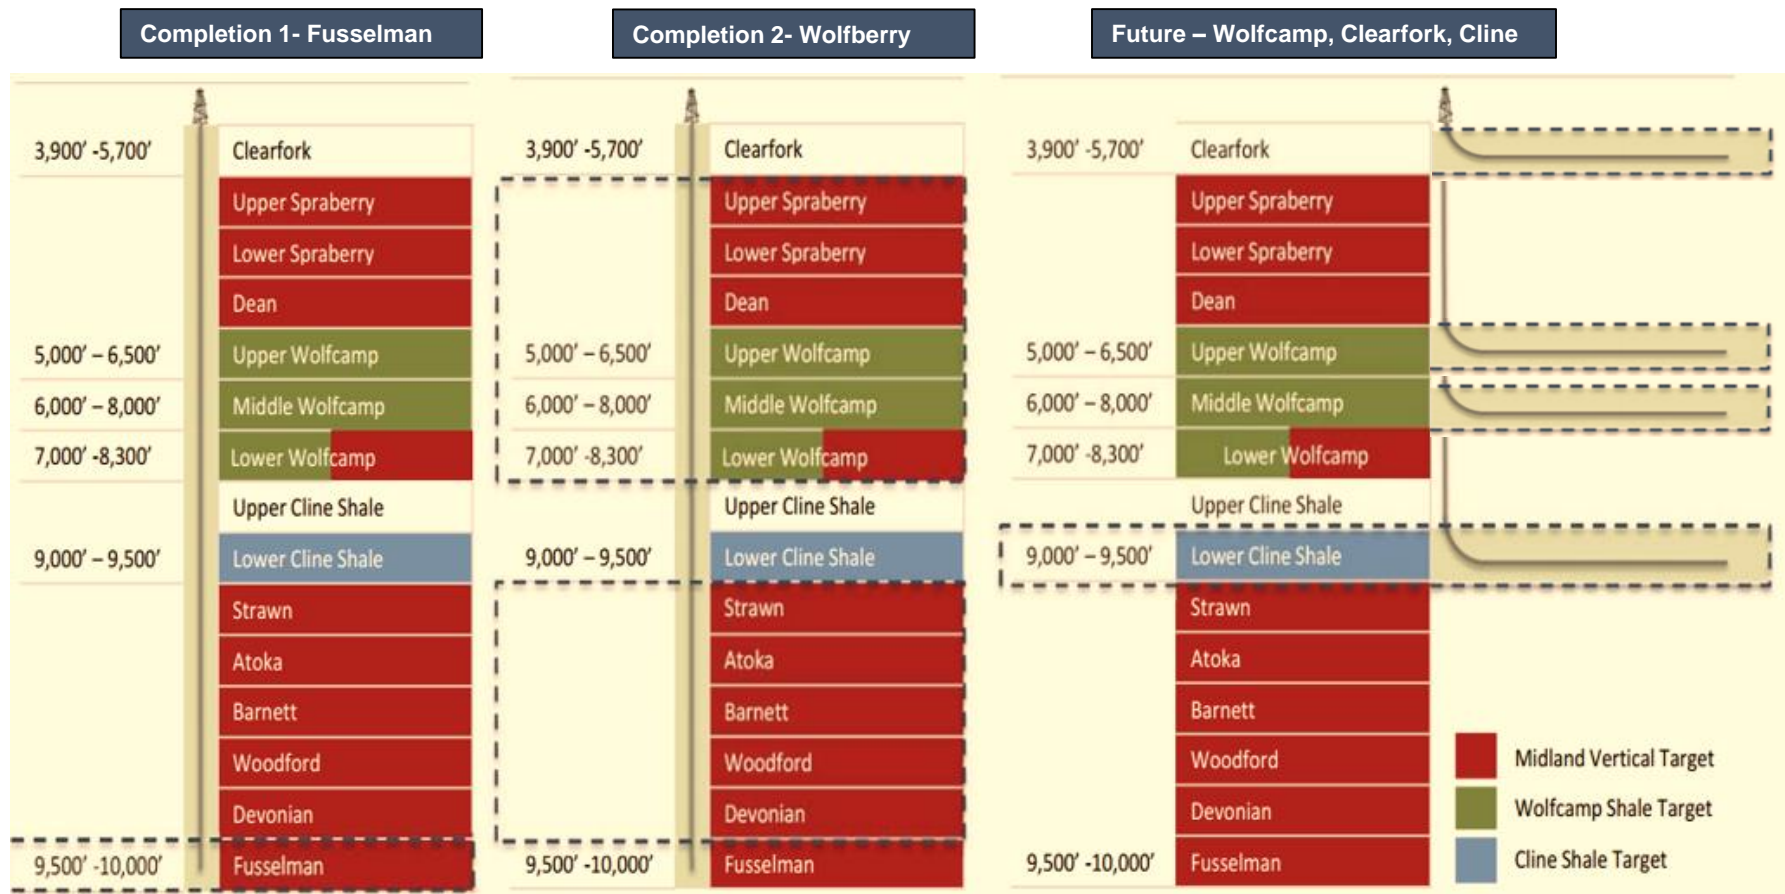 Completion 1- Fusselman
3,900' -5,700'
Clearfork
Upper Spraberry
Lower Spraberry
Dean
5,000' – 6,500'
Upper Wolfcamp
6,000' – 8,000'
Middle Wolfcamp
7,000' -8,300'
Lower Wolfcamp
Upper Cline Shale
9,000' – 9,500'
Lower Cline Shale
Strawn
Atoka
Barnett
Woodford
Devonian
9,500' -10,000'
Fusselman
Completion 2- Wolfberry
3,900' -5,700'
Clearfork
Upper Spraberry
Lower Spraberry
Dean
5,000' – 6,500'
Upper Wolfcamp
6,000' – 8,000'
Middle Wolfcamp
7,000' -8,300'
Lower Wolfcamp
Upper Cline Shale
9,000' – 9,500'
Lower Cline Shale
Strawn
Atoka
Barnett
Woodford
Devonian
9,500' -10,000'
Fusselman
Future – Wolfcamp, Clearfork, Cline
3,900' -5,700'
Clearfork
Upper Spraberry
Lower Spraberry
Dean
5,000' – 6,500'
Upper Wolfcamp
6,000' – 8,000'
Middle Wolfcamp
7,000' -8,300'
Lower Wolfcamp
Upper Cline Shale
9,000' – 9,500'
Lower Cline Shale
Strawn
Atoka
Barnett
Woodford
Devonian
9,500' -10,000'
Fusselman
Midland Vertical Target
Wolfcamp Shale Target
Cline Shale Target